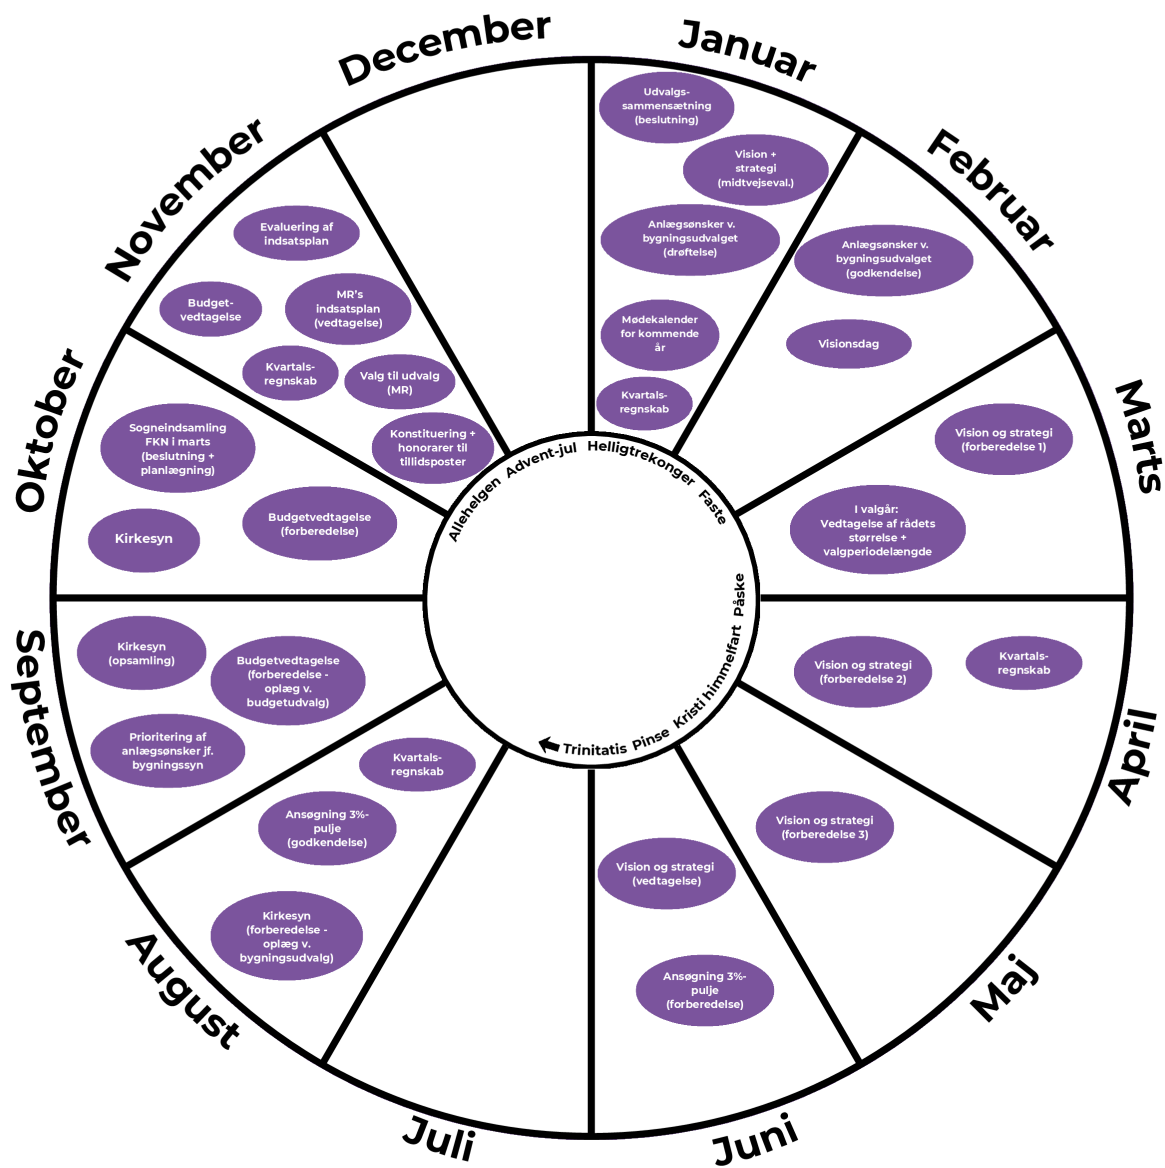 Januar
Udvalgs-
sammensætning
(beslutning)
Vision +
strategi
(midtvejseval.)
Anlægsønsker v.
bygningsudvalget
(drøftelse)
Mødekalender
for kommende
år
Kvartals-
regnskab
Februar
Anlægsønsker v.
bygningsudvalget
(godkendelse)
Visionsdag
Marts
Vision og strategi
(forberedelse 1)
I valgår:
Vedtagelse af rådets
størrelse +
valgperiodelængde
April
Vision og strategi
(forberedelse 2)
Kvartals-
regnskab
Maj
Vision og strategi
(forberedelse 3)
Juni
Vision og strategi
(vedtagelse)
Ansøgning 3%-
pulje
(forberedelse)
Juli
August
Kvartals-
regnskab
Ansøgning 3%-
pulje
(godkendelse)
Kirkesyn
(forberedelse -
oplæg v.
bygningsudvalg)
September
Kirkesyn
(opsamling)
Budgetvedtagelse
(forberedelse -
oplæg v.
budgetudvalg)
Prioritering af
anlægsønsker jf.
bygningssyn
Oktober
Sogneindsamling
FKN i marts
(beslutning +
planlægning)
Budgetvedtagelse
(forberedelse)
Kirkesyn
November
Evaluering af
indsatsplan
Budget-
vedtagelse
MR's
indsatsplan
(vedtagelse)
Kvartals-
regnskab
Valg til udvalg
(MR)
Konstituering +
honorarer til
tillidsposter
December
Allehelgen Advent-jul Helligtrekonger Faste
Påske Kristi himmelfart Pinse Trinitatis